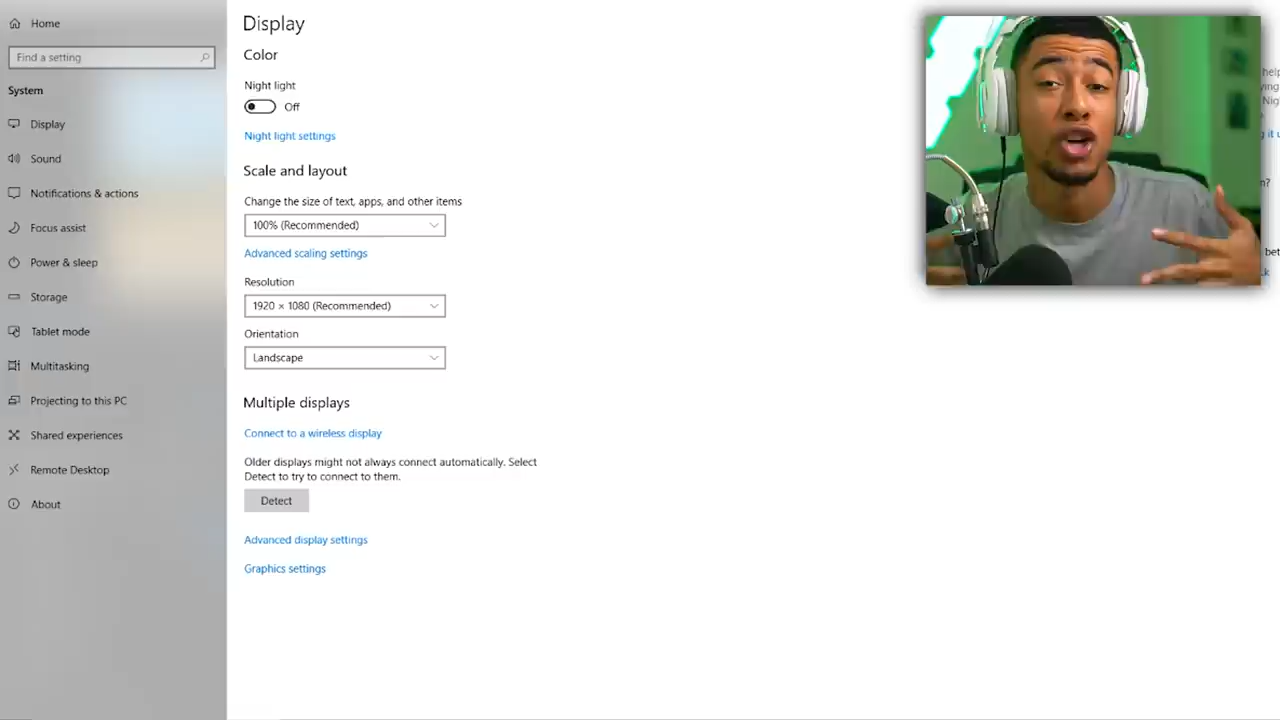 Home
Find a setting
System
Display
Sound
Notifications & actions
Focus assist
Power & sleep
Storage
Tablet mode
Multitasking
Projecting to this PC
Shared experiences
Remote Desktop
About
Display
Color
Night light
Off
Night light settings
Scale and layout
Change the size of text, apps, and other items
100% (Recommended)
Advanced scaling settings
Resolution
1920 × 1080 (Recommended)
Orientation
Landscape
Multiple displays
Connect to a wireless display
Older displays might not always connect automatically. Select
Detect to try to connect to them.
Detect
Advanced display settings
Graphics settings